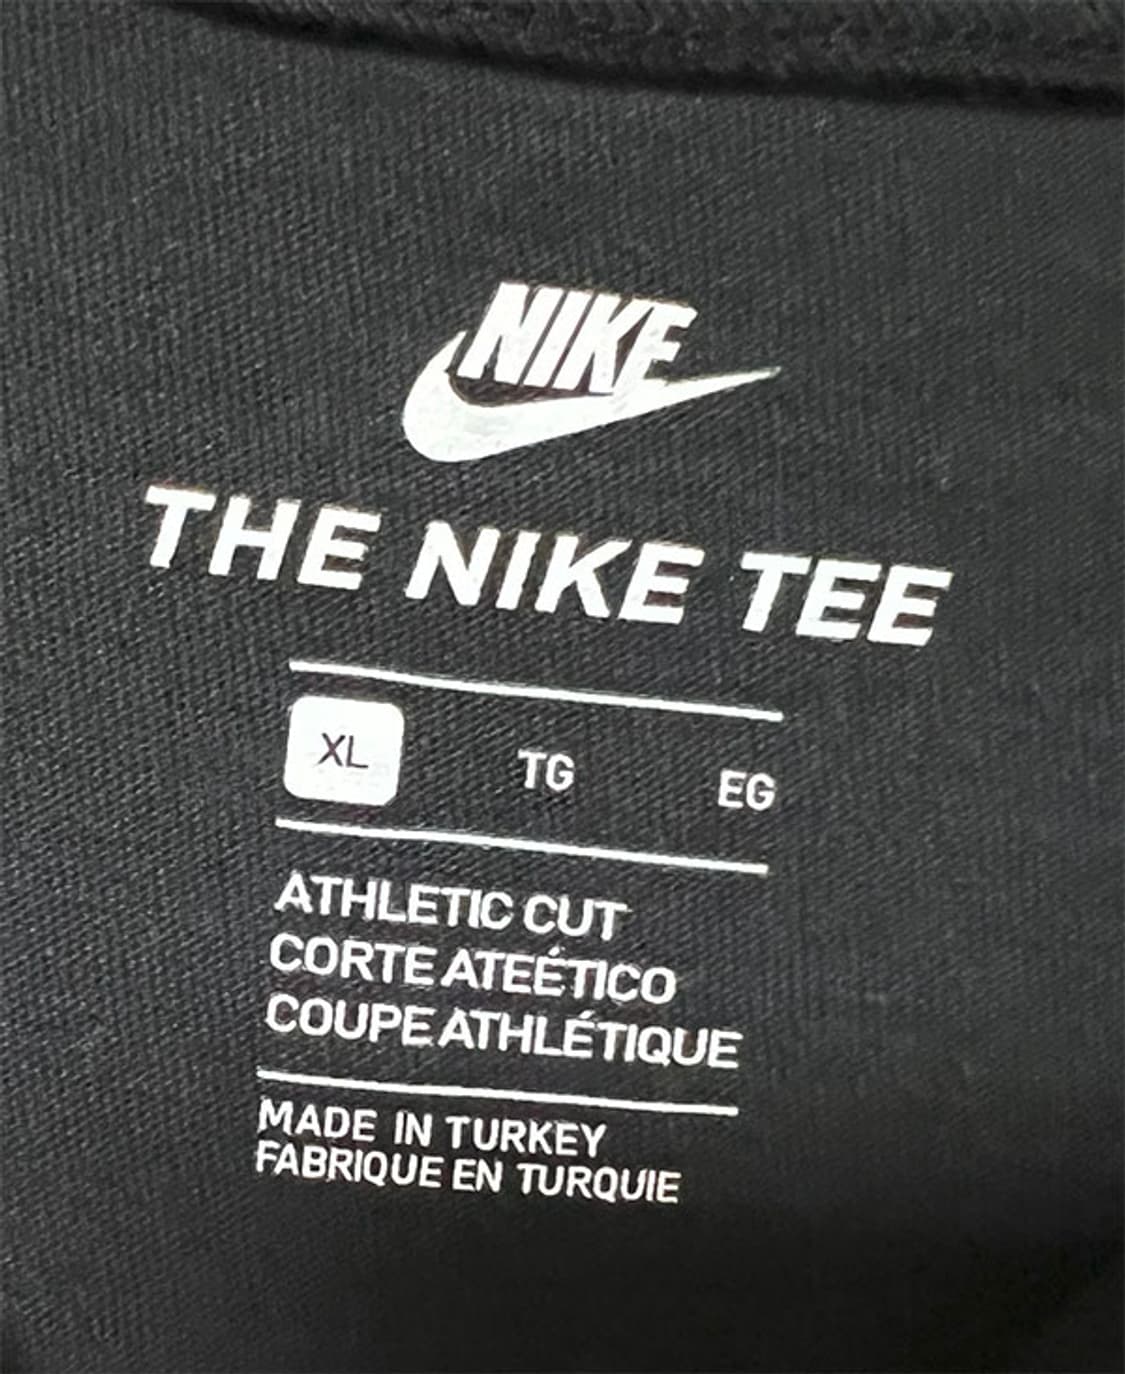 NIKE
THE NIKE TEE
XL TG EG
ATHLETIC CUT
CORTE ATEÉTICO
COUPE ATHLÉTIQUE
MADE IN TURKEY
FABRIQUE EN TURQUIE